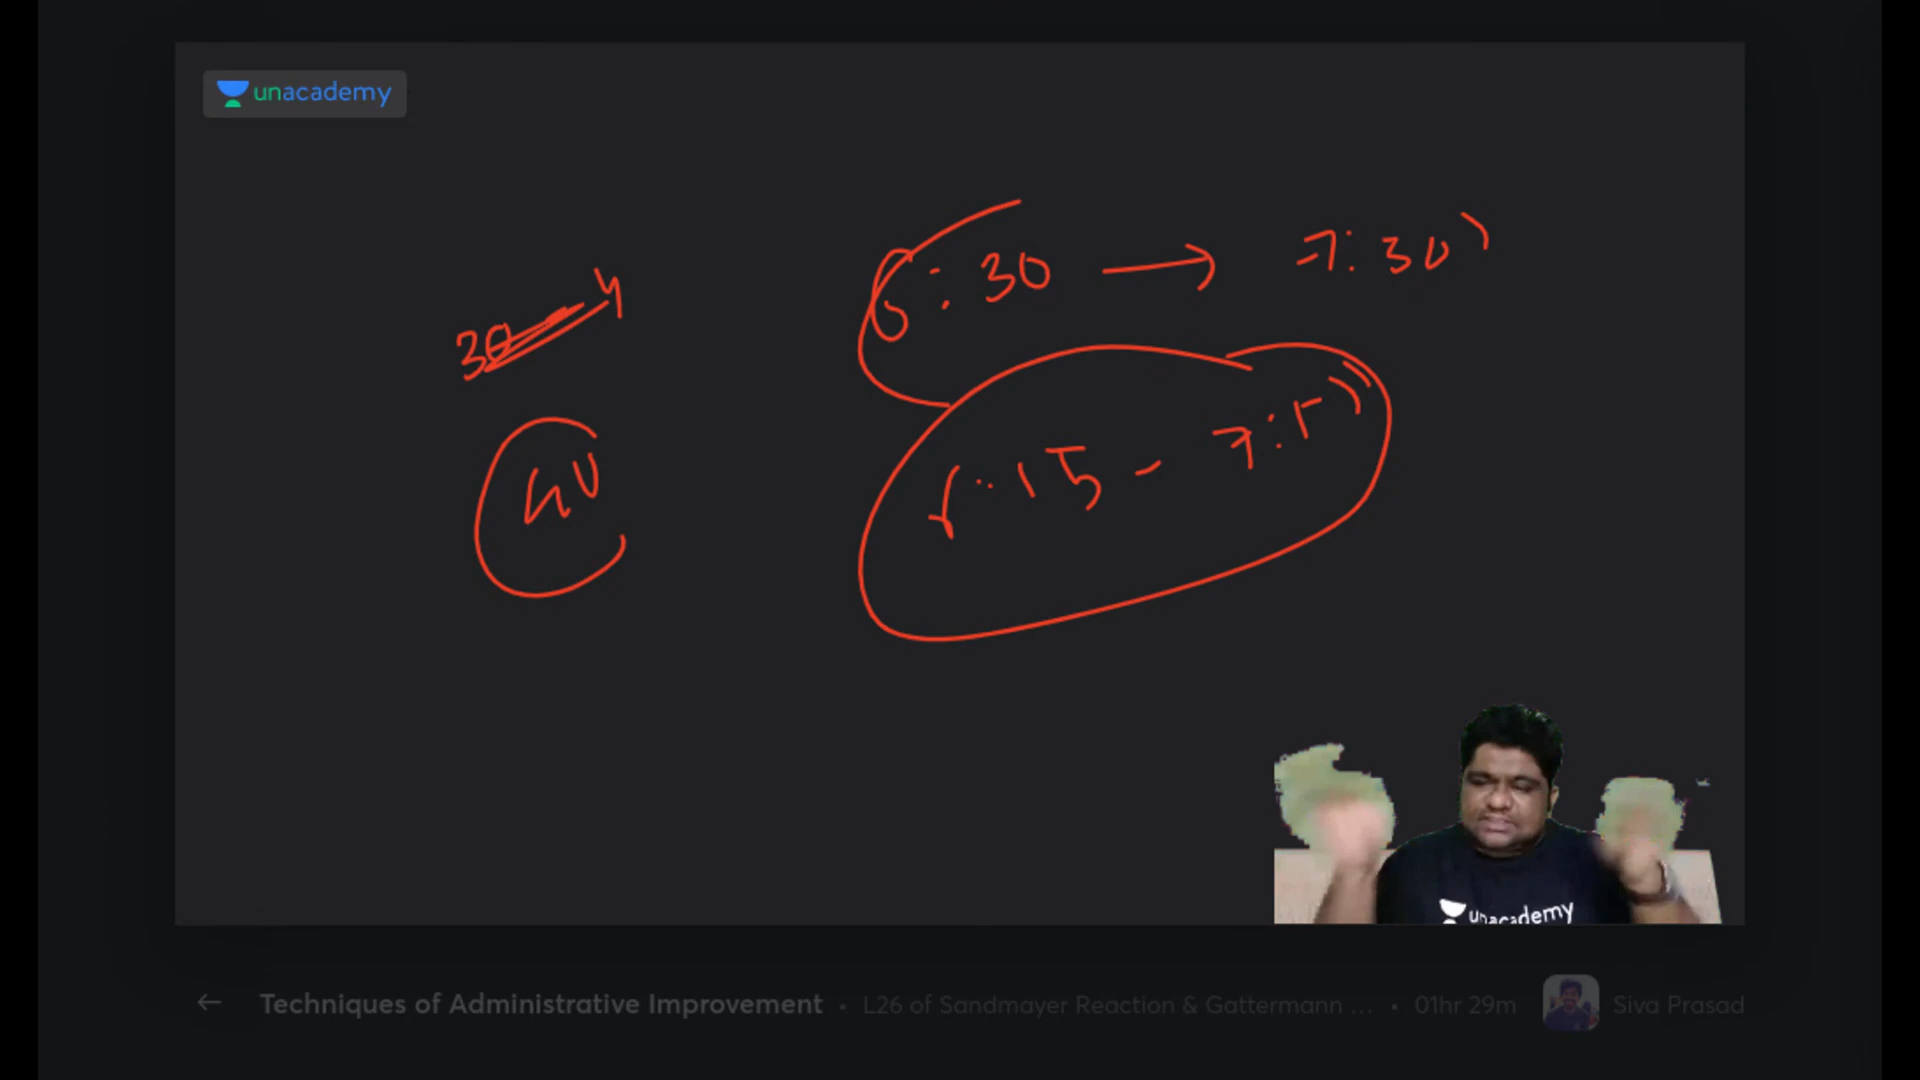 unacademy
6:30 → 7:30
30 4
40
6:15 - 7:15
unacademy
← Techniques of Administrative Improvement • L26 of Sandmayer Reaction & Gattermann ... • 01hr 29m Siva Prasad